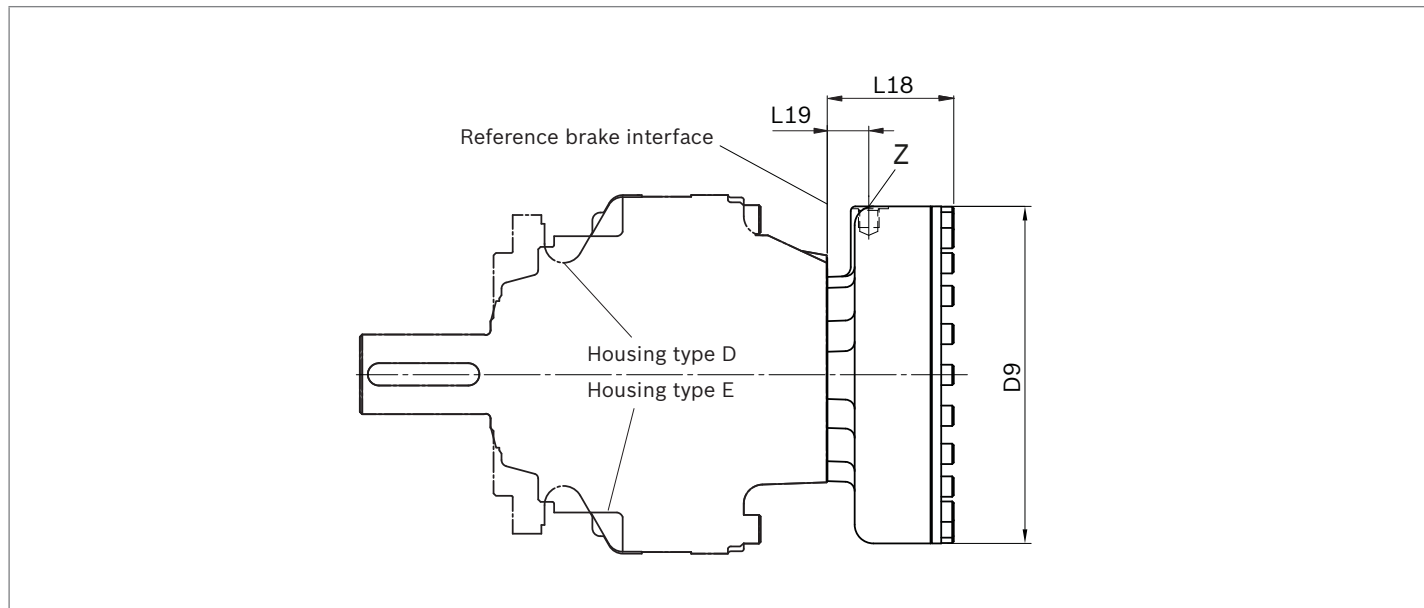 L18
L19
Reference brake interface
Z
Housing type D
Housing type E
D9